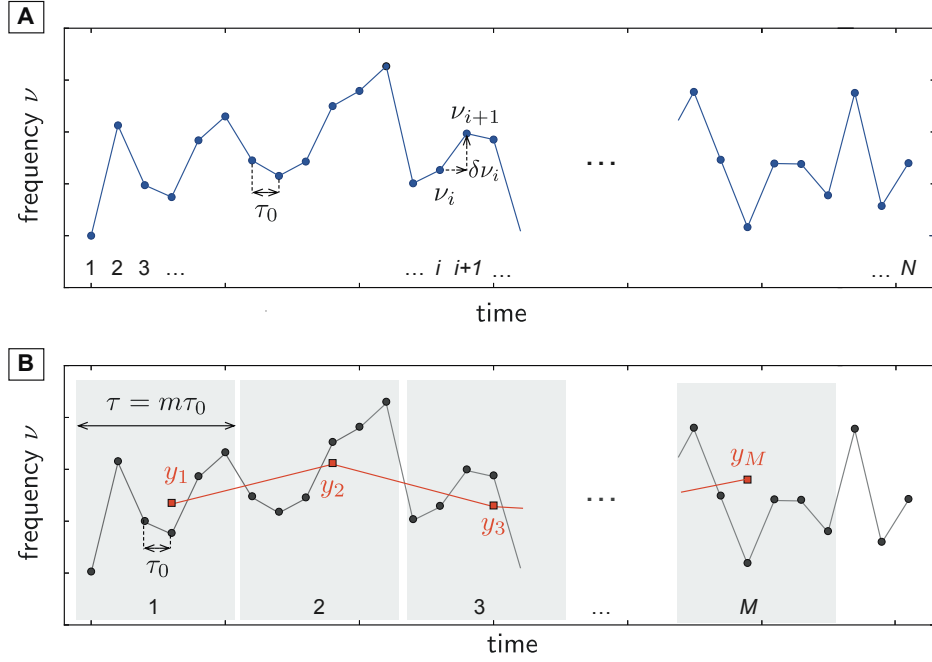 A
frequency ν
ν_{i+1}
δν_i
ν_i
τ_0
...
1 2 3 ... ... i i+1 ... ... N
time
B
frequency ν
τ = mτ_0
y_1
y_2
y_3
y_M
τ_0
...
1 2 3 ... M
time